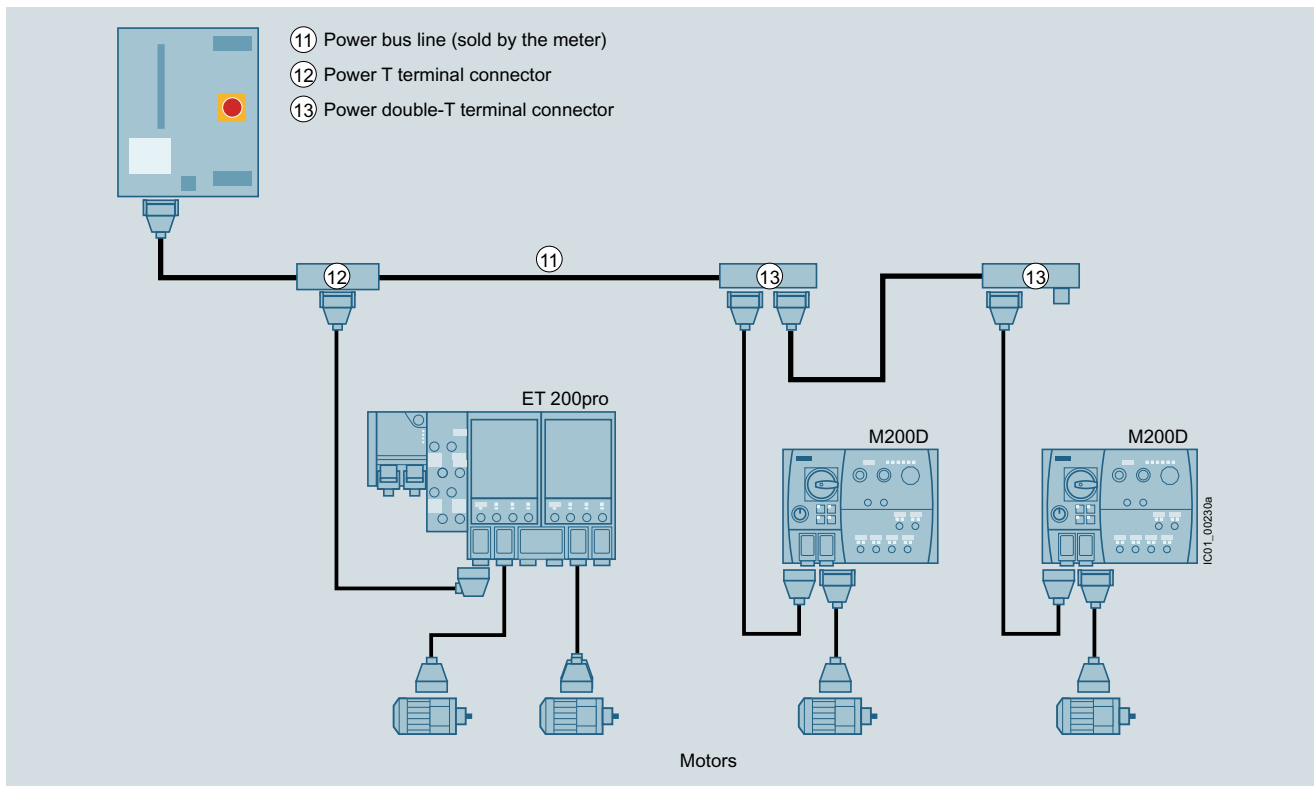 11 Power bus line (sold by the meter)
12 Power T terminal connector
13 Power double-T terminal connector
11
12
13
13
ET 200pro
M200D
M200D
IC01_00230a
Motors